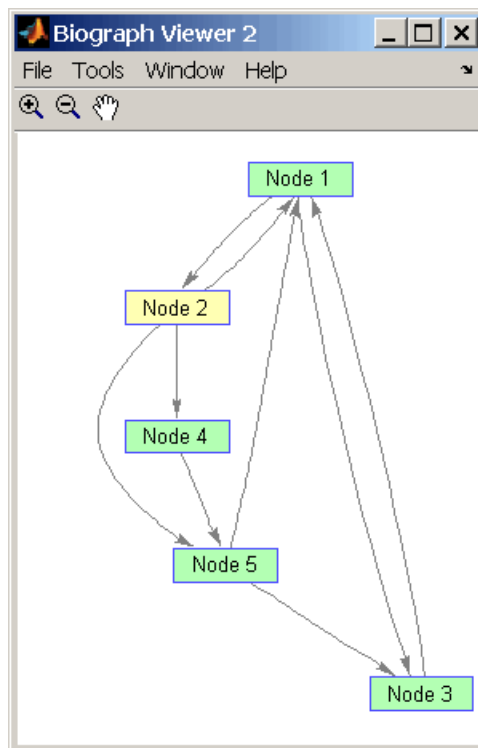 Biograph Viewer 2
File Tools Window Help
Node 1
Node 2
Node 4
Node 5
Node 3